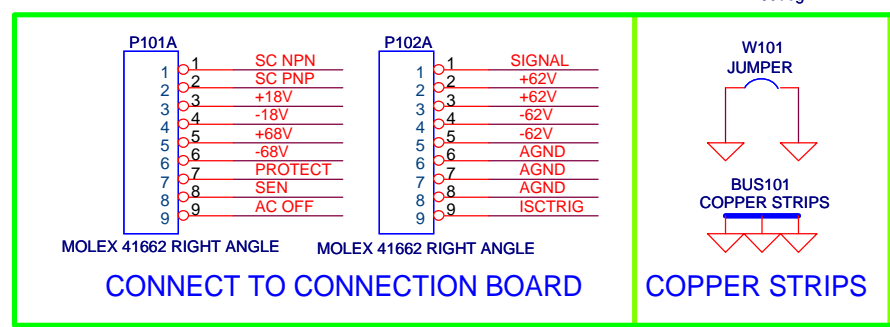 P101A
1 1 SC NPN
2 2 SC PNP
3 3 +18V
4 4 -18V
5 5 +68V
6 6 -68V
7 7 PROTECT
8 8 SEN
9 9 AC OFF
MOLEX 41662 RIGHT ANGLE
P102A
1 1 SIGNAL
2 2 +62V
3 3 +62V
4 4 -62V
5 5 -62V
6 6 AGND
7 7 AGND
8 8 AGND
9 9 ISCTRIG
MOLEX 41662 RIGHT ANGLE
CONNECT TO CONNECTION BOARD
W101
JUMPER
BUS101
COPPER STRIPS
COPPER STRIPS